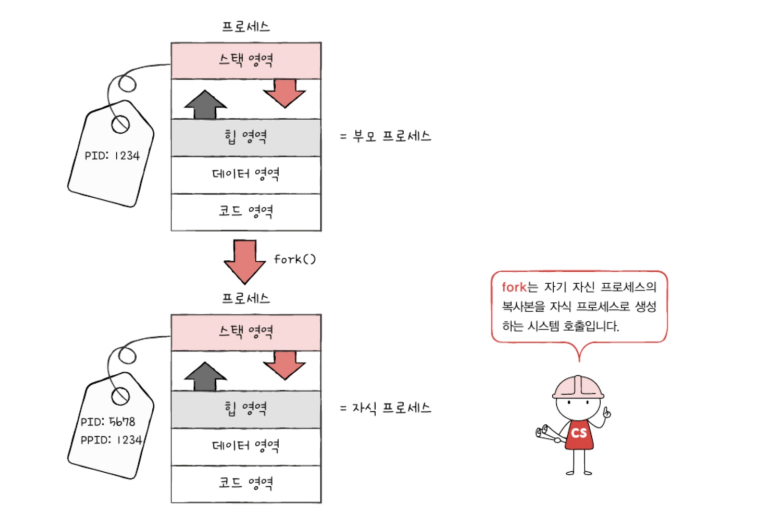 프로세스
스택 영역
힙 영역
데이터 영역
코드 영역
PID: 1234
= 부모 프로세스
fork()
프로세스
스택 영역
힙 영역
데이터 영역
코드 영역
PID: 5678
PPID: 1234
= 자식 프로세스
fork는 자기 자신 프로세스의
복사본을 자식 프로세스로 생성
하는 시스템 호출입니다.
CS